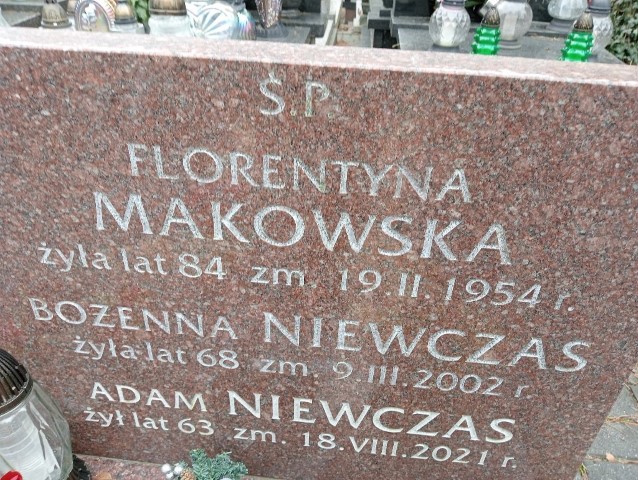 Ś.P.
FLORENTYNA
MAKOWSKA
żyła lat 84 zm. 19.II.1954 r.
BOŻENNA NIEWCZAS
żyła lat 68 zm. 9.III.2002 r.
ADAM NIEWCZAS
żył lat 63 zm. 18.VIII.2021 r.